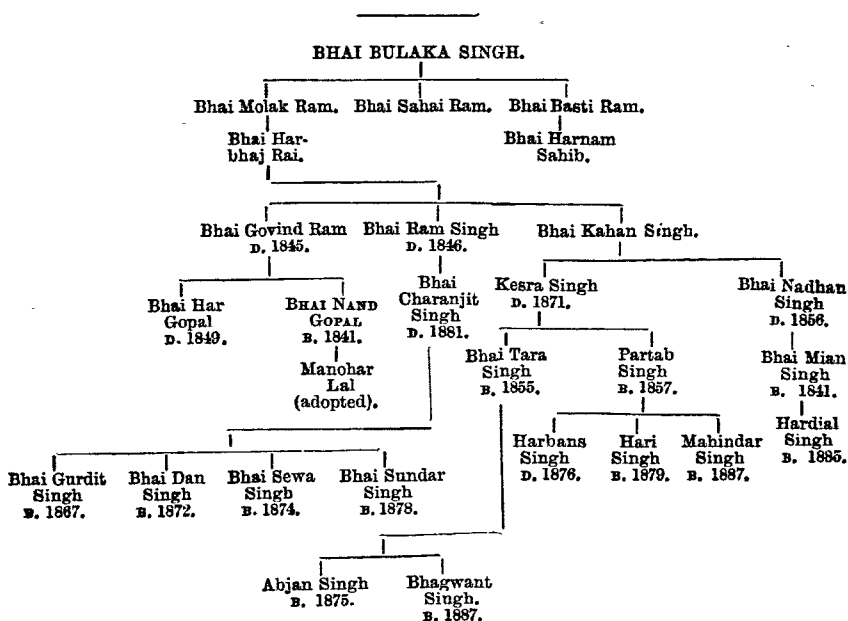 BHAI BULAKA SINGH.
Bhai Molak Ram. Bhai Sahai Ram. Bhai Basti Ram.
Bhai Har-
bhaj Rai.
Bhai Harnam
Sahib.
Bhai Govind Ram
D. 1845.
Bhai Ram Singh
D. 1846.
Bhai Kahan Singh.
Bhai Har
Gopal
D. 1849.
BHAI NAND
GOPAL
B. 1841.
Manohar
Lal
(adopted).
Bhai
Charanjit
Singh
D. 1881.
Kesra Singh
D. 1871.
Bhai Nadhan
Singh
D. 1856.
Bhai Tara
Singh
B. 1855.
Partab
Singh
B. 1857.
Bhai Mian
Singh
B. 1841.
Hardial
Singh
B. 1885.
Harbans
Singh
D. 1876.
Hari
Singh
B. 1879.
Mahindar
Singh
B. 1887.
Bhai Gurdit
Singh
B. 1867.
Bhai Dan
Singh
B. 1872.
Bhai Sewa
Singh
B. 1874.
Bhai Sundar
Singh
B. 1878.
Abjan Singh
B. 1875.
Bhagwant
Singh.
B. 1887.